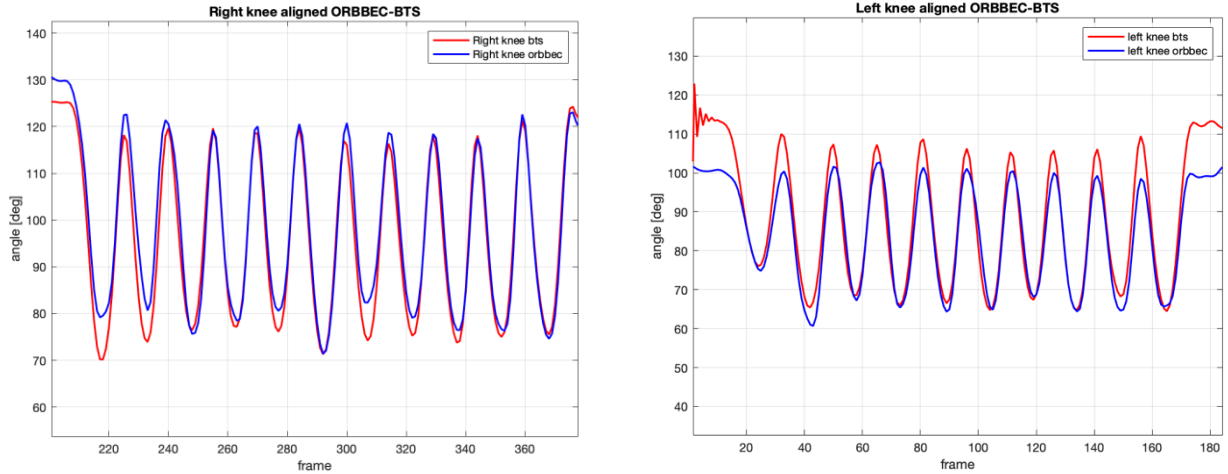 Right knee aligned ORBBEC-BTS
Right knee bts
Right knee orbbec
140
130
120
110
100
90
80
70
60
angle [deg]
220 240 260 280 300 320 340 360
frame
Left knee aligned ORBBEC-BTS
left knee bts
left knee orbbec
130
120
110
100
90
80
70
60
50
40
angle [deg]
20 40 60 80 100 120 140 160 180
frame